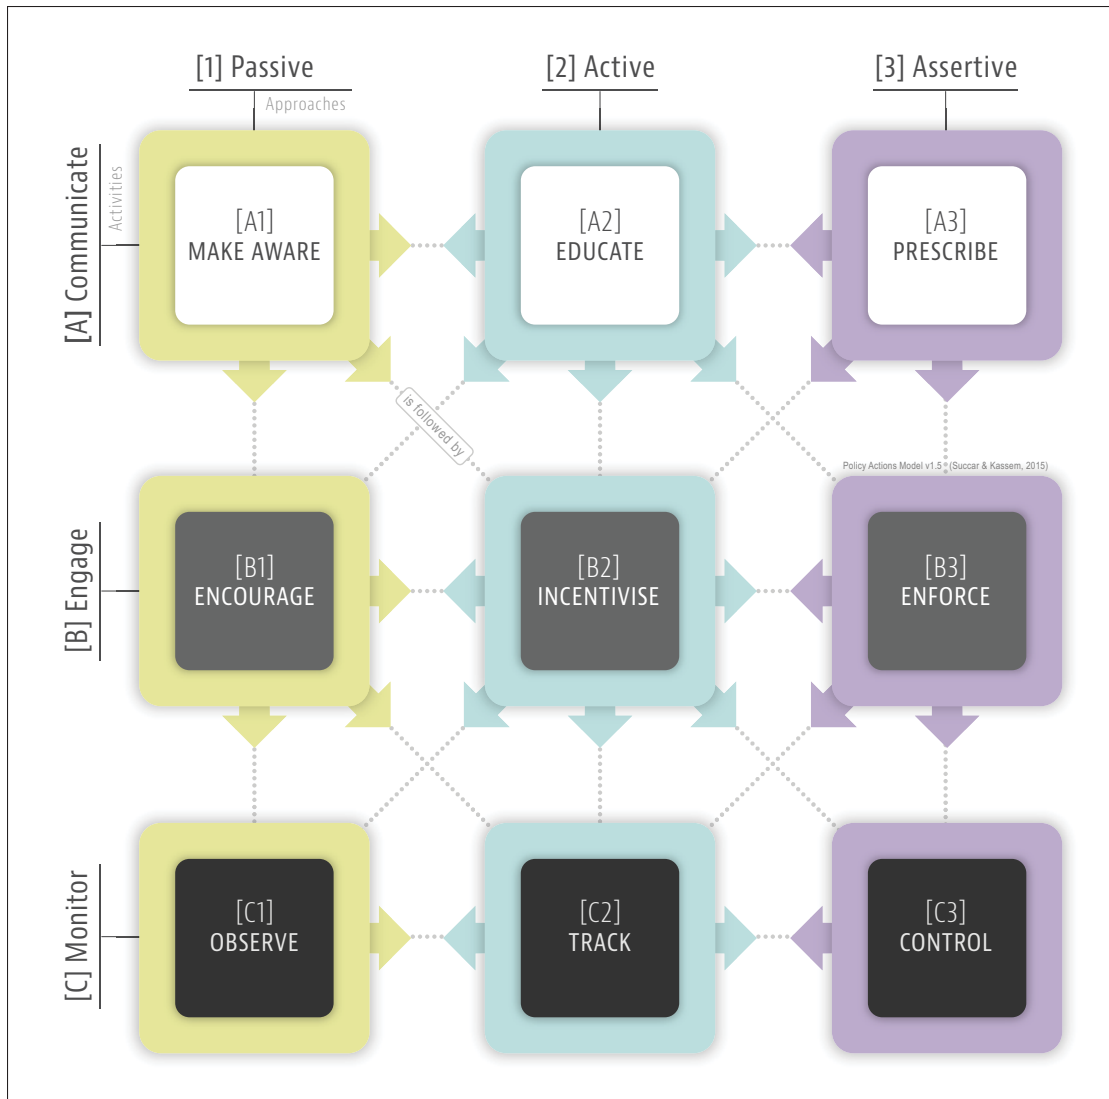 [1] Passive
[2] Active
[3] Assertive
Approaches
[A] Communicate
Activities
[A1]
MAKE AWARE
[A2]
EDUCATE
[A3]
PRESCRIBE
is followed by
Policy Actions Model v1.5 (Succar & Kassem, 2015)
[B] Engage
[B1]
ENCOURAGE
[B2]
INCENTIVISE
[B3]
ENFORCE
[C] Monitor
[C1]
OBSERVE
[C2]
TRACK
[C3]
CONTROL